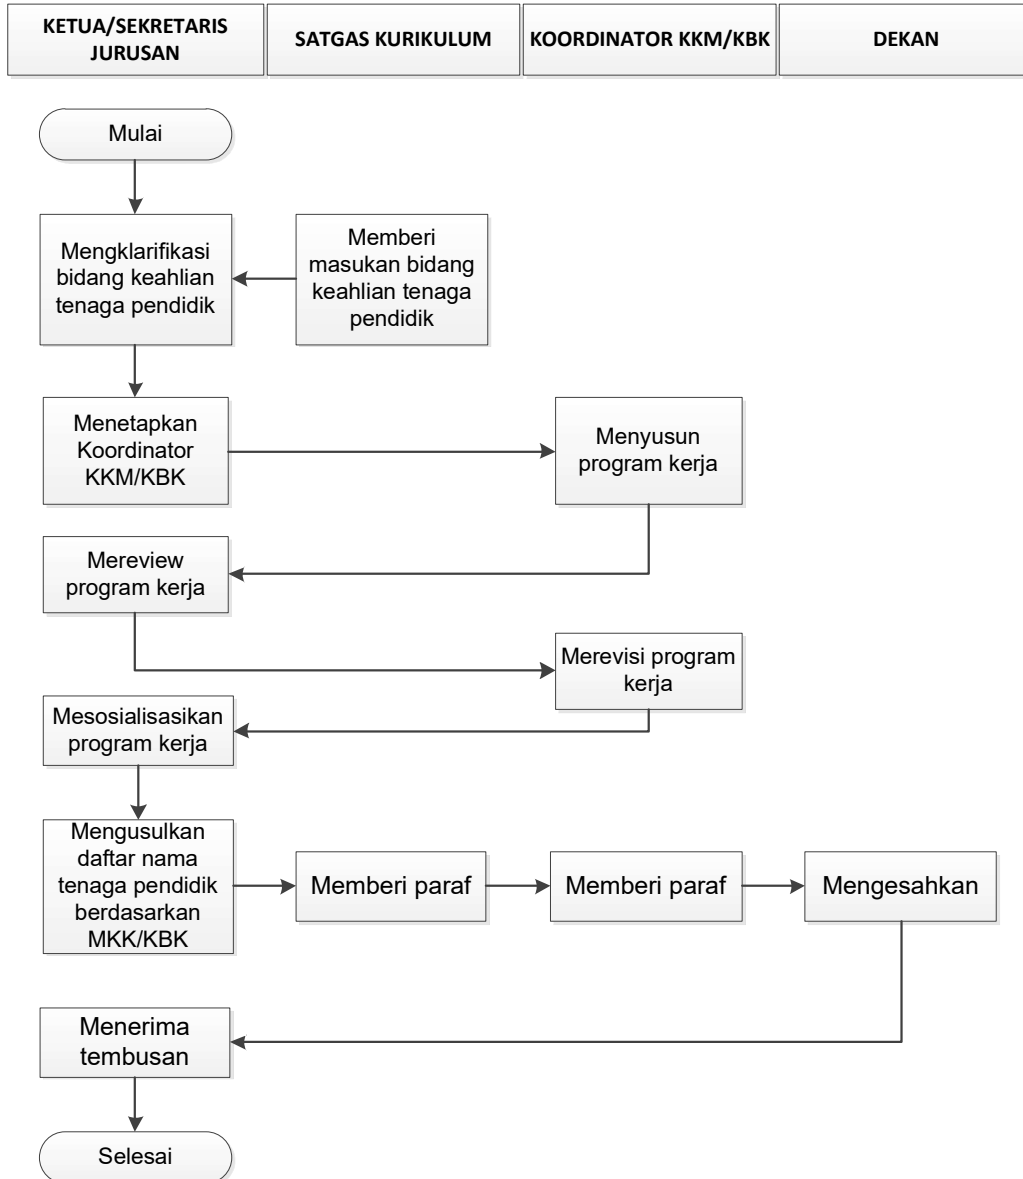 KETUA/SEKRETARIS
JURUSAN
SATGAS KURIKULUM
KOORDINATOR KKM/KBK
DEKAN
Mulai
Mengklarifikasi
bidang keahlian
tenaga pendidik
Memberi
masukan bidang
keahlian tenaga
pendidik
Menetapkan
Koordinator
KKM/KBK
Menyusun
program kerja
Mereview
program kerja
Merevisi program
kerja
Mesosialisasikan
program kerja
Mengusulkan
daftar nama
tenaga pendidik
berdasarkan
MKK/KBK
Memberi paraf
Memberi paraf
Mengesahkan
Menerima
tembusan
Selesai